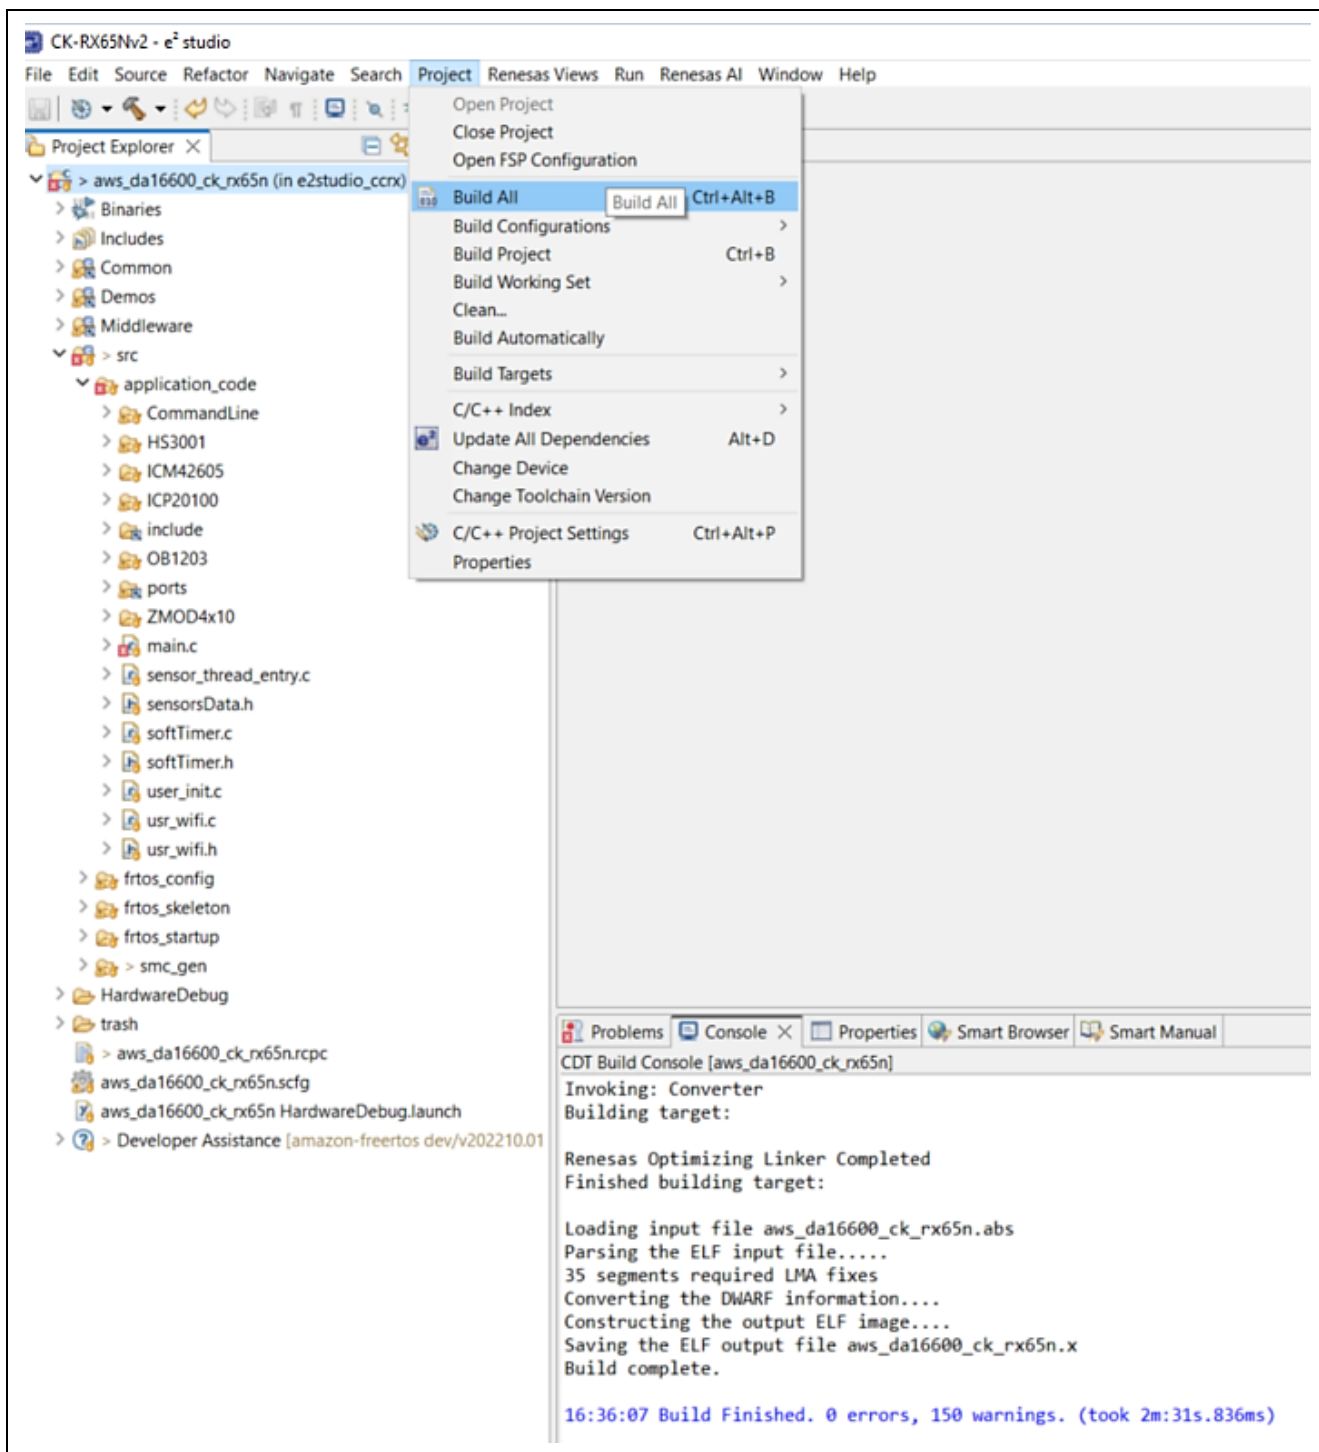 CK-RX65Nv2 - e² studio
File Edit Source Refactor Navigate Search Project Renesas Views Run Renesas AI Window Help
Project Explorer
> aws_da16600_ck_rx65n (in e2studio_ccrx)
Binaries
Includes
Common
Demos
Middleware
> src
application_code
CommandLine
HS3001
ICM42605
ICP20100
include
OB1203
ports
ZMOD4x10
main.c
sensor_thread_entry.c
sensorsData.h
softTimer.c
softTimer.h
user_init.c
usr_wifi.c
usr_wifi.h
frtos_config
frtos_skeleton
frtos_startup
> smc_gen
HardwareDebug
trash
> aws_da16600_ck_rx65n.rcpc
aws_da16600_ck_rx65n.scfg
aws_da16600_ck_rx65n HardwareDebug.launch
> Developer Assistance [amazon-freertos dev/v202210.01
Open Project
Close Project
Open FSP Configuration
Build All Ctrl+Alt+B
Build All
Build Configurations
Build Project Ctrl+B
Build Working Set
Clean...
Build Automatically
Build Targets
C/C++ Index
Update All Dependencies Alt+D
Change Device
Change Toolchain Version
C/C++ Project Settings Ctrl+Alt+P
Properties
Problems Console Properties Smart Browser Smart Manual
CDT Build Console [aws_da16600_ck_rx65n]
Invoking: Converter
Building target:
Renesas Optimizing Linker Completed
Finished building target:
Loading input file aws_da16600_ck_rx65n.abs
Parsing the ELF input file.....
35 segments required LMA fixes
Converting the DWARF information....
Constructing the output ELF image....
Saving the ELF output file aws_da16600_ck_rx65n.x
Build complete.
16:36:07 Build Finished. 0 errors, 150 warnings. (took 2m:31s.836ms)